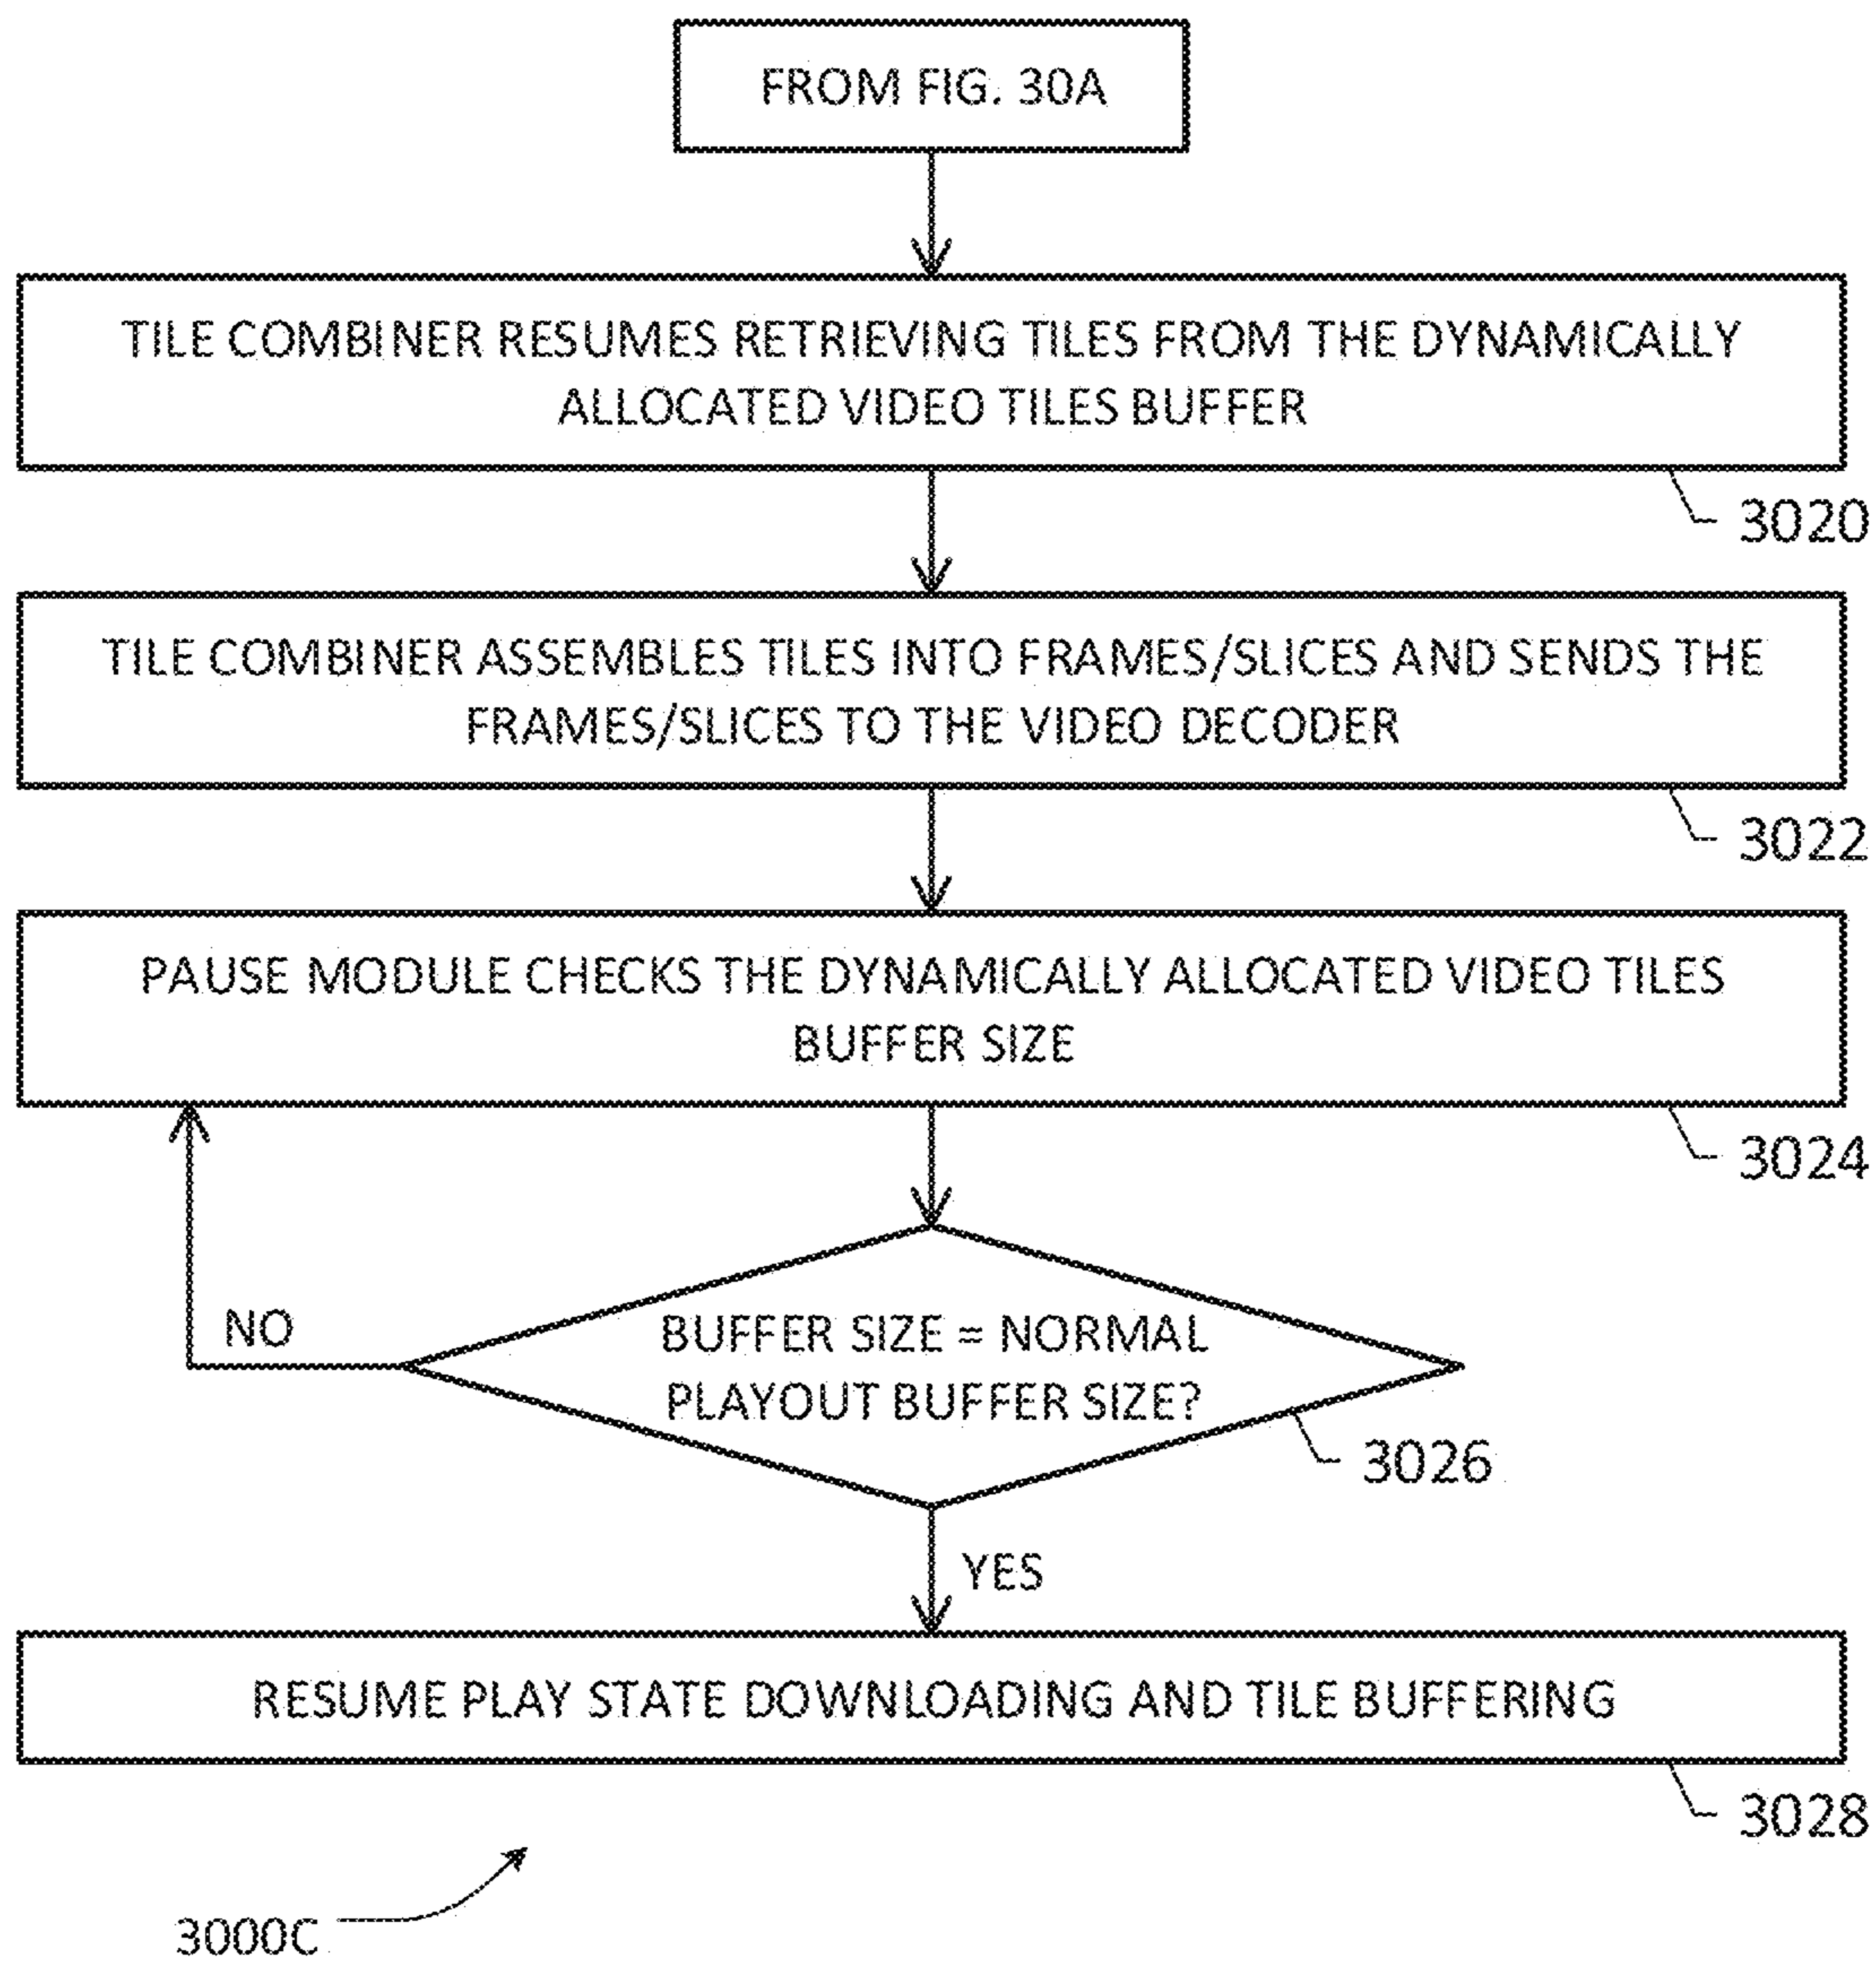 FROM FIG. 30A
TILE COMBINER RESUMES RETRIEVING TILES FROM THE DYNAMICALLY
ALLOCATED VIDEO TILES BUFFER
3020
TILE COMBINER ASSEMBLES TILES INTO FRAMES/SLICES AND SENDS THE
FRAMES/SLICES TO THE VIDEO DECODER
3022
PAUSE MODULE CHECKS THE DYNAMICALLY ALLOCATED VIDEO TILES
BUFFER SIZE
3024
NO
BUFFER SIZE = NORMAL
PLAYOUT BUFFER SIZE?
3026
YES
RESUME PLAY STATE DOWNLOADING AND TILE BUFFERING
3028
3000C